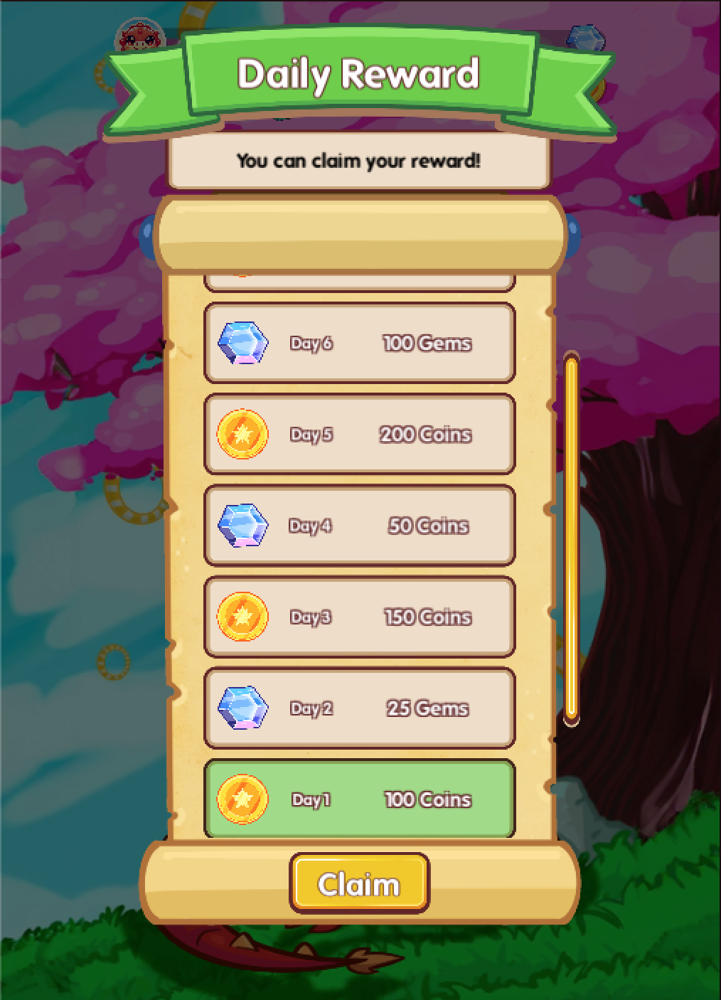 Daily Reward
You can claim your reward!
Day 6 100 Gems
Day 5 200 Coins
Day 4 50 Coins
Day 3 150 Coins
Day 2 25 Gems
Day 1 100 Coins
Claim